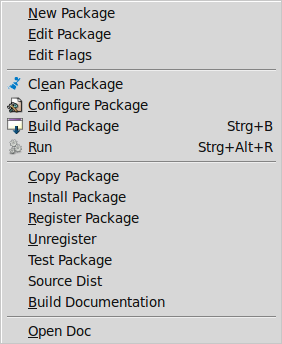 New Package
Edit Package
Edit Flags
Clean Package
Configure Package
Build Package Strg+B
Run Strg+Alt+R
Copy Package
Install Package
Register Package
Unregister
Test Package
Source Dist
Build Documentation
Open Doc